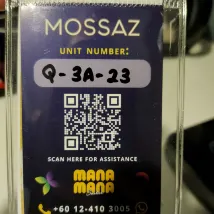 MOSSAZ
UNIT NUMBER:
Q-3A-23
SCAN HERE FOR ASSISTANCE
MANA
MANA
+60 12-410 3005